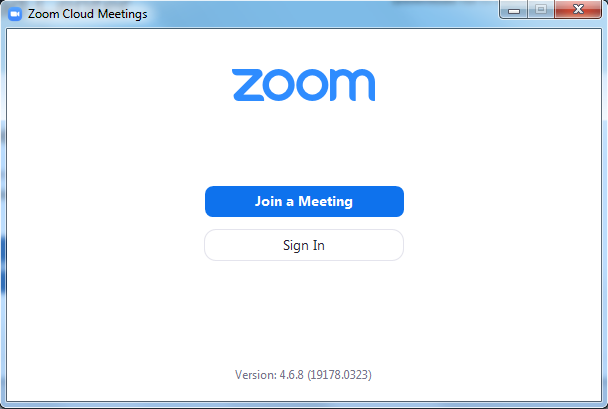 Zoom Cloud Meetings
zoom
Join a Meeting
Sign In
Version: 4.6.8 (19178.0323)